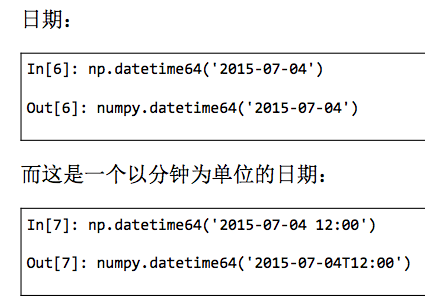 日期：
In[6]: np.datetime64('2015-07-04')
Out[6]: numpy.datetime64('2015-07-04')
而这是一个以分钟为单位的日期：
In[7]: np.datetime64('2015-07-04 12:00')
Out[7]: numpy.datetime64('2015-07-04T12:00')